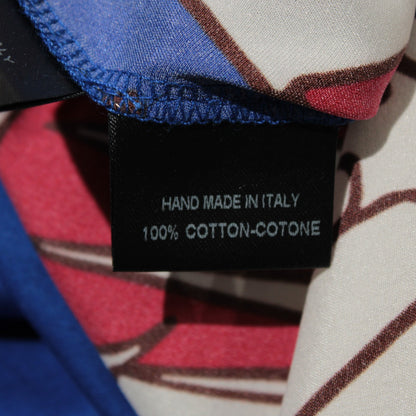 HAND MADE IN ITALY
100% COTTON-COTONE